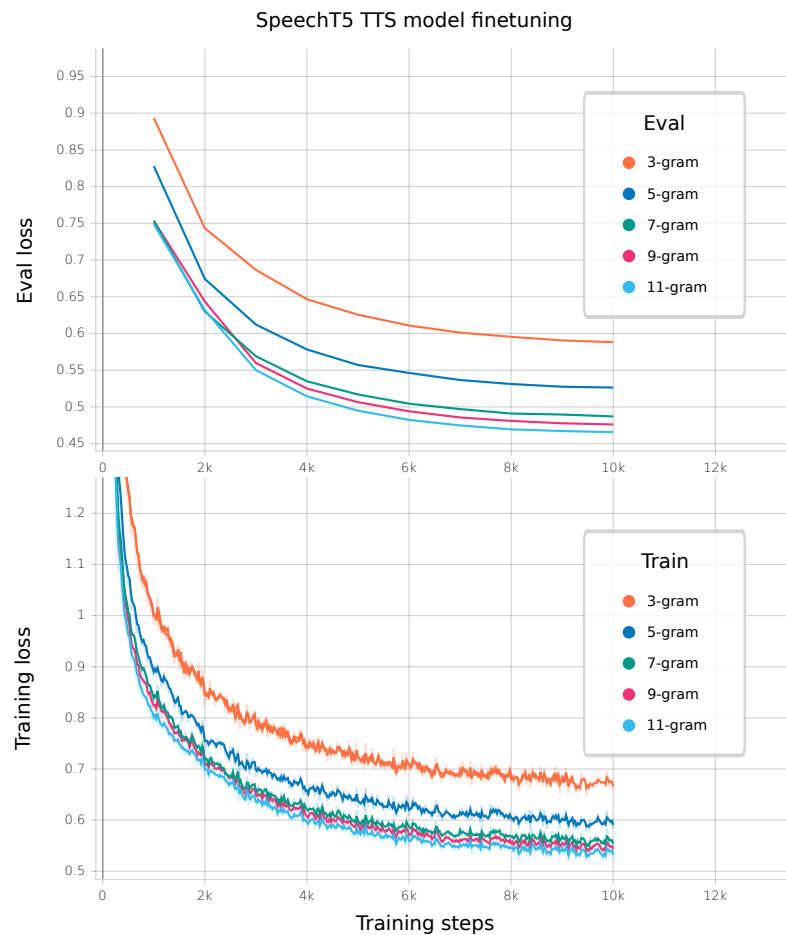 SpeechT5 TTS model finetuning
Eval loss
0.95
0.9
0.85
0.8
0.75
0.7
0.65
0.6
0.55
0.5
0.45
0 2k 4k 6k 8k 10k 12k
Eval
3-gram
5-gram
7-gram
9-gram
11-gram
Training loss
1.2
1.1
1
0.9
0.8
0.7
0.6
0.5
0 2k 4k 6k 8k 10k 12k
Train
3-gram
5-gram
7-gram
9-gram
11-gram
Training steps